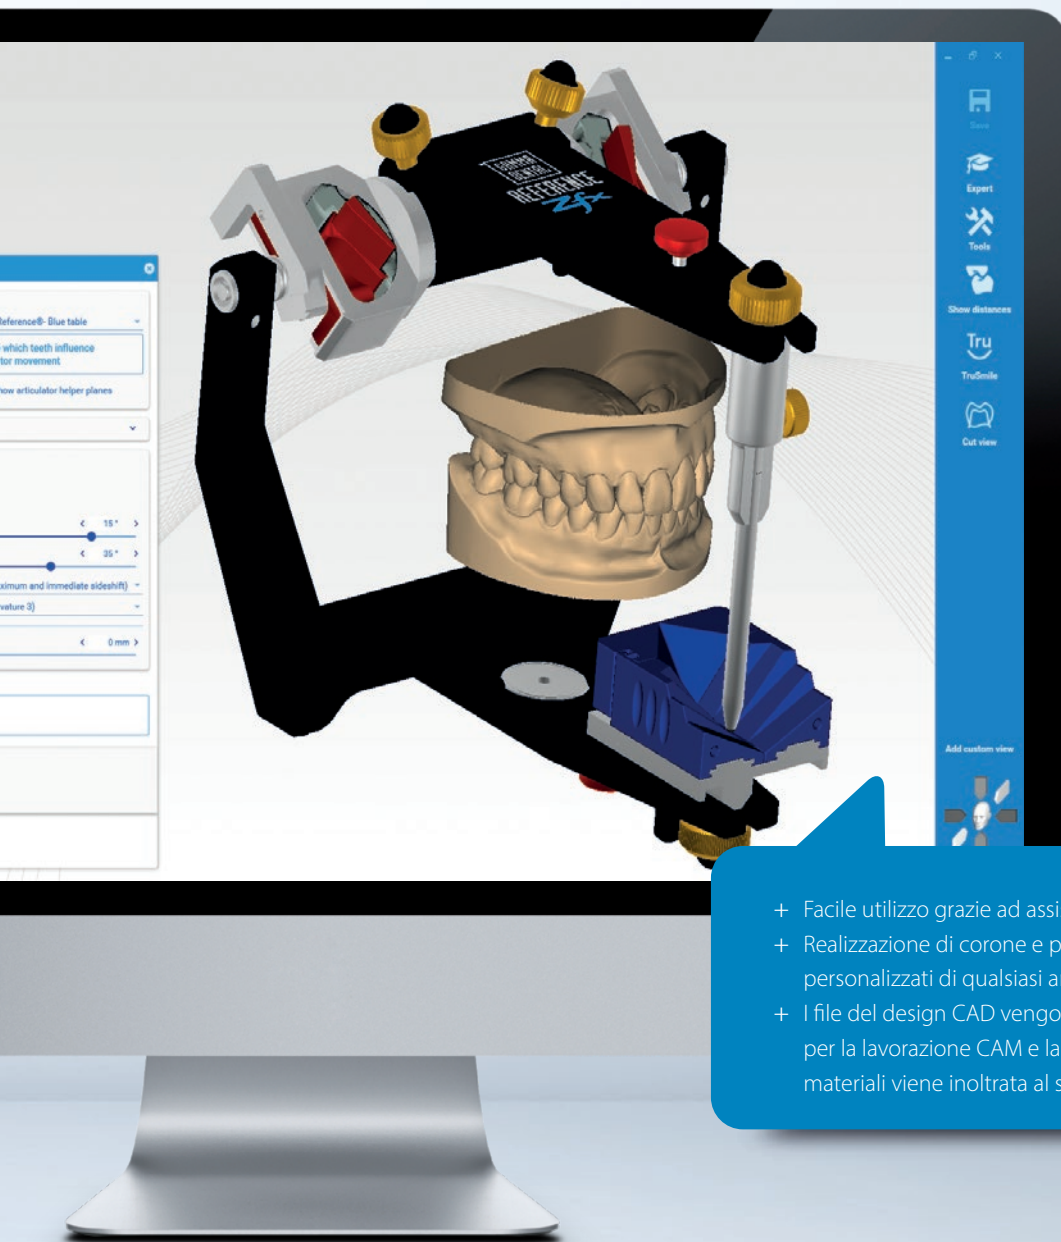 Save
Expert
Tools
Show distances
Tru
TruSmile
Cut view
Add custom view
GAMMA
DENTAL
REFERENCE
Zfx
Reference®- Blue table
which teeth influence
tor movement
how articulator helper planes
15°
35°
ximum and immediate sideshift)
vature 3)
0 mm
+ Facile utilizzo grazie ad assi
+ Realizzazione di corone e p
personalizzati di qualsiasi a
+ I file del design CAD vengo
per la lavorazione CAM e la
materiali viene inoltrata al s